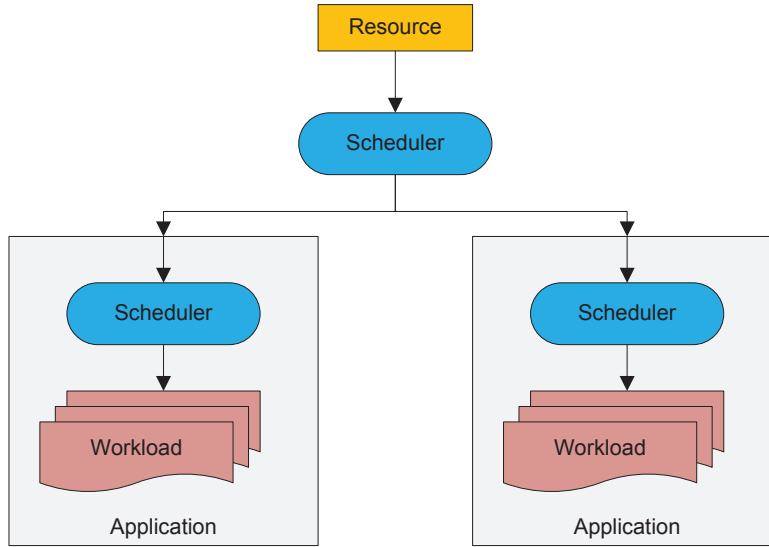 Resource
Scheduler
Scheduler
Scheduler
Workload
Workload
Application
Application